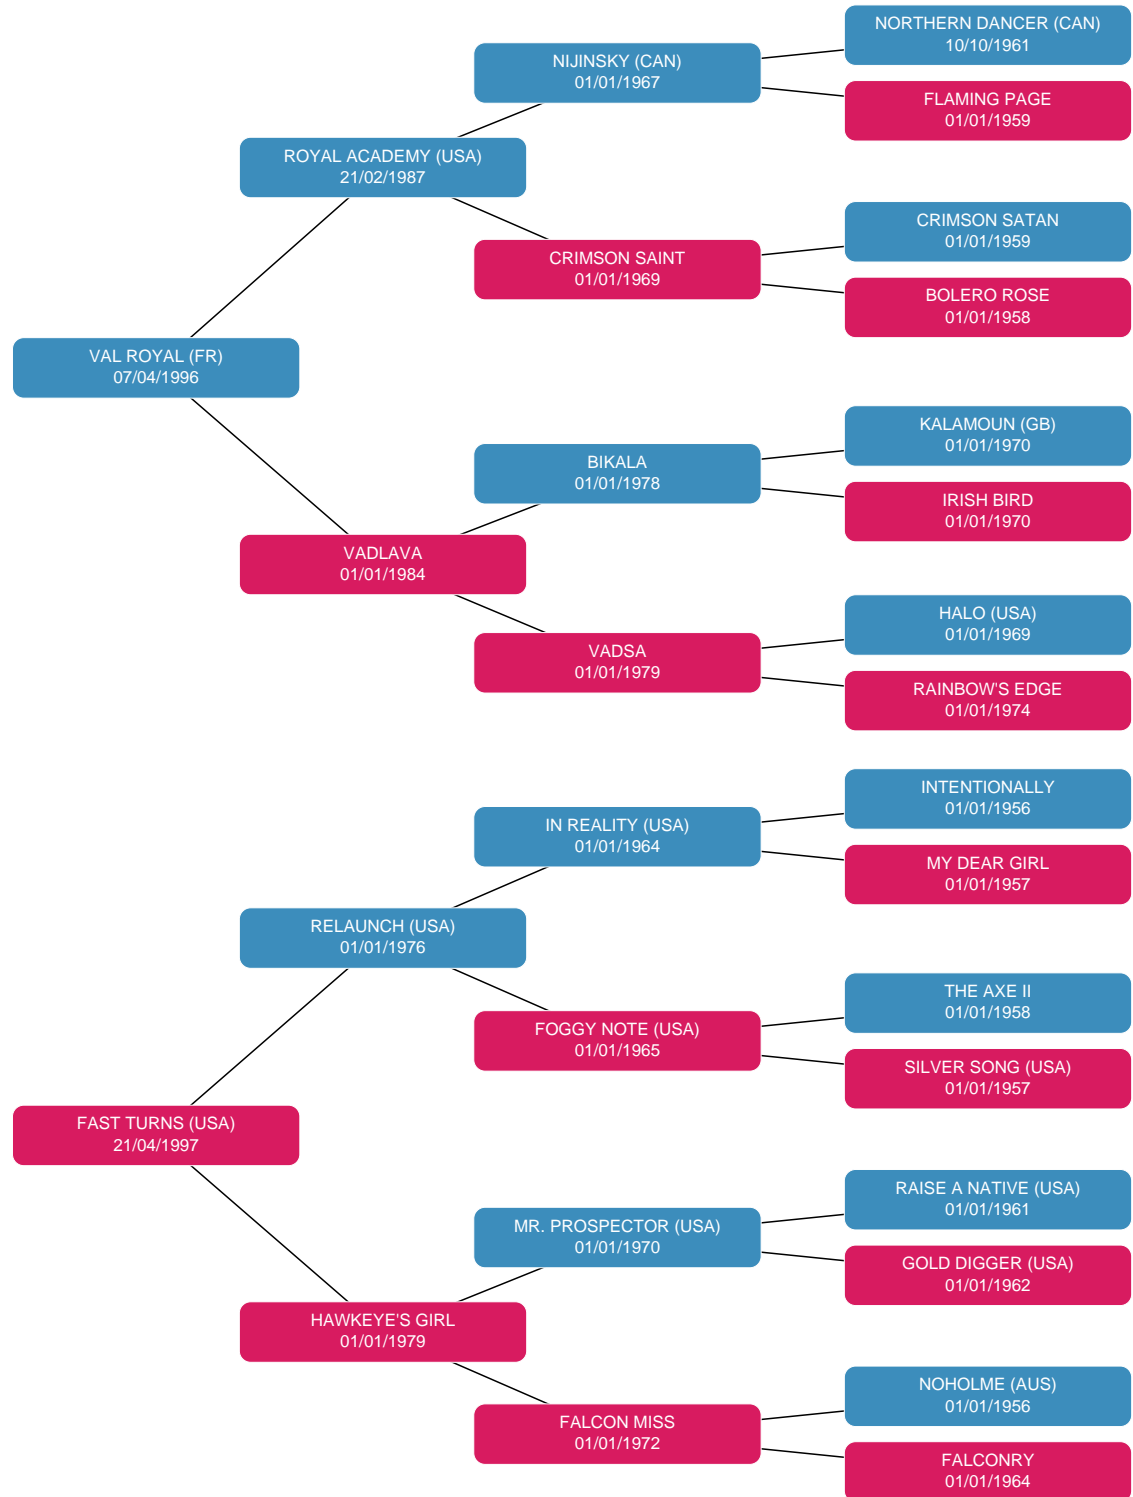 NORTHERN DANCER (CAN)
10/10/1961
NIJINSKY (CAN)
01/01/1967
FLAMING PAGE
01/01/1959
ROYAL ACADEMY (USA)
21/02/1987
CRIMSON SATAN
01/01/1959
CRIMSON SAINT
01/01/1969
BOLERO ROSE
01/01/1958
VAL ROYAL (FR)
07/04/1996
KALAMOUN (GB)
01/01/1970
BIKALA
01/01/1978
IRISH BIRD
01/01/1970
VADLAVA
01/01/1984
HALO (USA)
01/01/1969
VADSA
01/01/1979
RAINBOW'S EDGE
01/01/1974
INTENTIONALLY
01/01/1956
IN REALITY (USA)
01/01/1964
MY DEAR GIRL
01/01/1957
RELAUNCH (USA)
01/01/1976
THE AXE II
01/01/1958
FOGGY NOTE (USA)
01/01/1965
SILVER SONG (USA)
01/01/1957
FAST TURNS (USA)
21/04/1997
RAISE A NATIVE (USA)
01/01/1961
MR. PROSPECTOR (USA)
01/01/1970
GOLD DIGGER (USA)
01/01/1962
HAWKEYE'S GIRL
01/01/1979
NOHOLME (AUS)
01/01/1956
FALCON MISS
01/01/1972
FALCONRY
01/01/1964